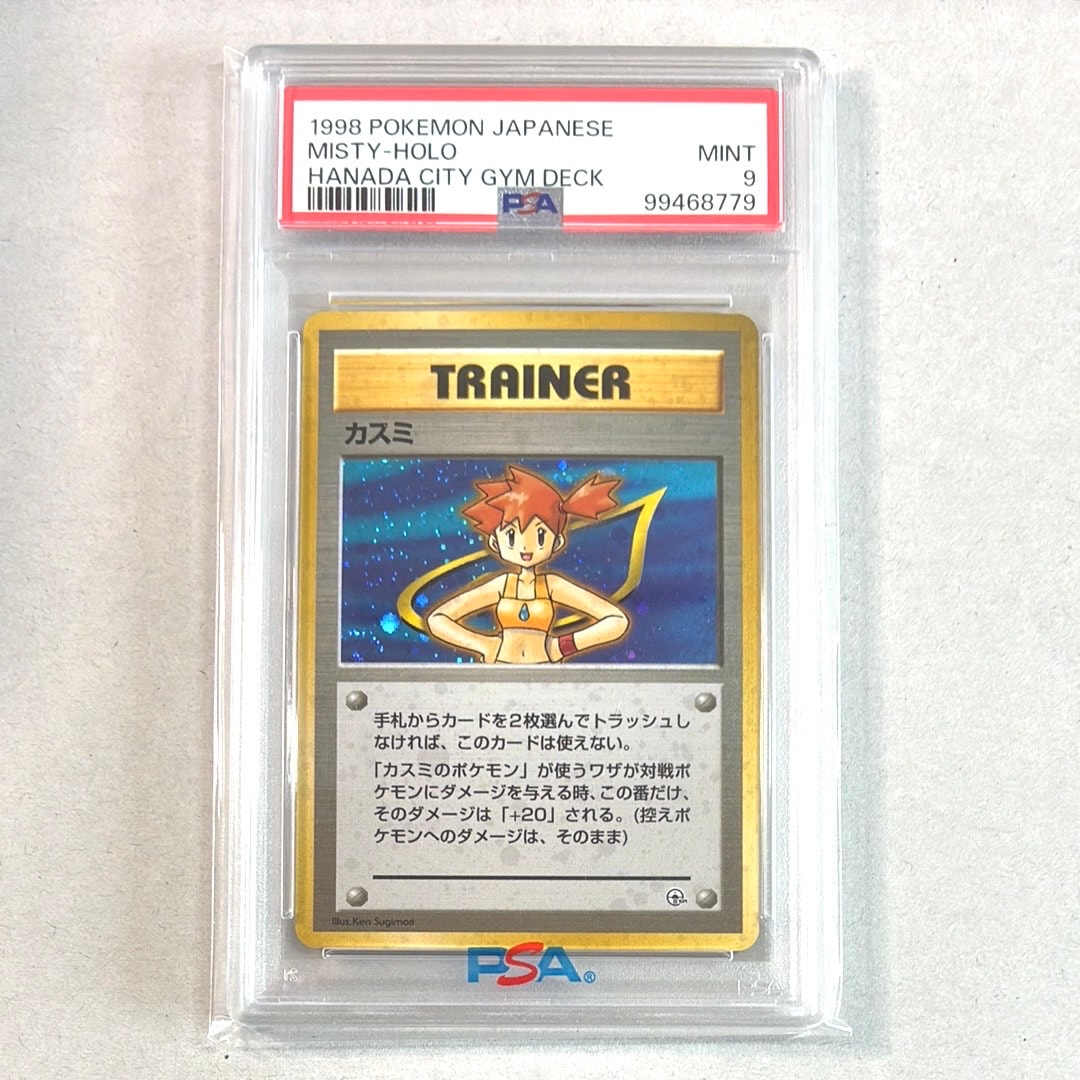 1998 POKEMON JAPANESE
MISTY-HOLO MINT
HANADA CITY GYM DECK 9
PSA 99468779
TRAINER
カスミ
手札からカードを2枚選んでトラッシュし
なければ、このカードは使えない。
「カスミのポケモン」が使うワザが対戦ポ
ケモンにダメージを与える時、この番だけ、
そのダメージは「+20」される。(控えポ
ケモンへのダメージは、そのまま)
Illus.Ken Sugimori
PSA®